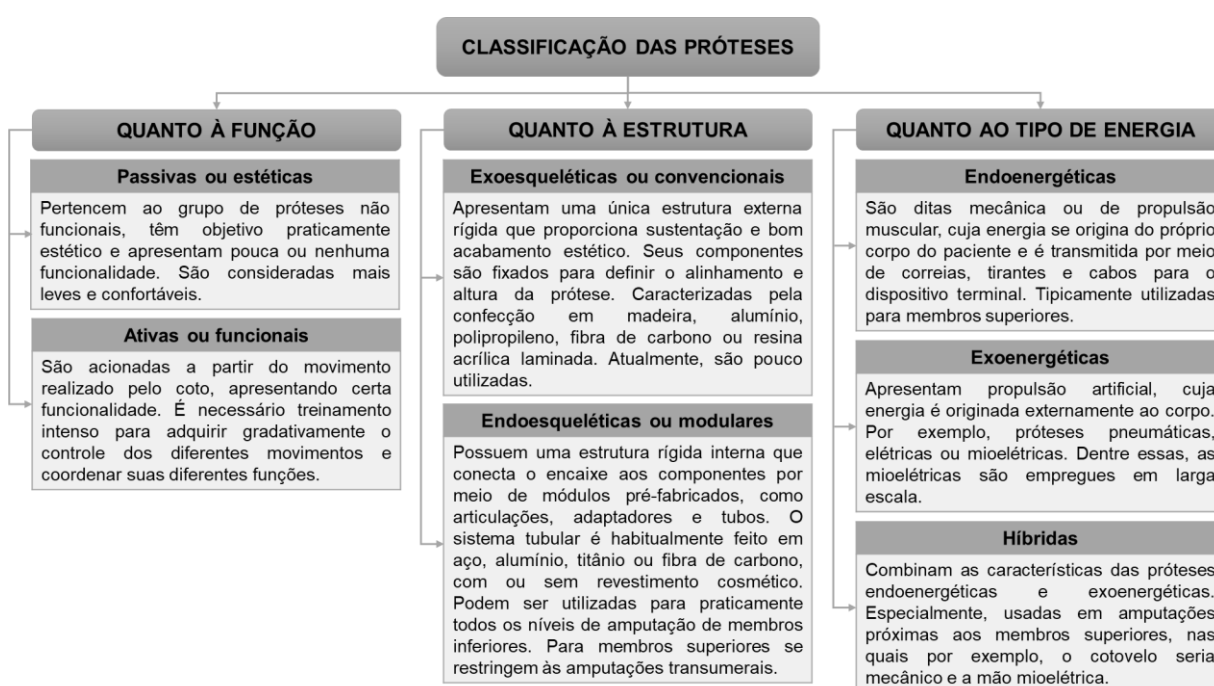 CLASSIFICAÇÃO DAS PRÓTESES
QUANTO À FUNÇÃO
Passivas ou estéticas
Pertencem ao grupo de próteses não
funcionais, têm objetivo praticamente
estético e apresentam pouca ou nenhuma
funcionalidade. São consideradas mais
leves e confortáveis.
Ativas ou funcionais
São acionadas a partir do movimento
realizado pelo coto, apresentando certa
funcionalidade. É necessário treinamento
intenso para adquirir gradativamente o
controle dos diferentes movimentos e
coordenar suas diferentes funções.
QUANTO À ESTRUTURA
Exoesqueléticas ou convencionais
Apresentam uma única estrutura externa
rígida que proporciona sustentação e bom
acabamento estético. Seus componentes
são fixados para definir o alinhamento e
altura da prótese. Caracterizadas pela
confecção em madeira, alumínio,
polipropileno, fibra de carbono ou resina
acrílica laminada. Atualmente, são pouco
utilizadas.
Endoesqueléticas ou modulares
Possuem uma estrutura rígida interna que
conecta o encaixe aos componentes por
meio de módulos pré-fabricados, como
articulações, adaptadores e tubos. O
sistema tubular é habitualmente feito em
aço, alumínio, titânio ou fibra de carbono,
com ou sem revestimento cosmético.
Podem ser utilizadas para praticamente
todos os níveis de amputação de membros
inferiores. Para membros superiores se
restringem às amputações transumerais.
QUANTO AO TIPO DE ENERGIA
Endoenergéticas
São ditas mecânica ou de propulsão
muscular, cuja energia se origina do próprio
corpo do paciente e é transmitida por meio
de correias, tirantes e cabos para o
dispositivo terminal. Tipicamente utilizadas
para membros superiores.
Exoenergéticas
Apresentam propulsão artificial, cuja
energia é originada externamente ao corpo.
Por exemplo, próteses pneumáticas,
elétricas ou mioelétricas. Dentre essas, as
mioelétricas são empregues em larga
escala.
Híbridas
Combinam as características das próteses
endoenergéticas e exoenergéticas.
Especialmente, usadas em amputações
próximas aos membros superiores, nas
quais por exemplo, o cotovelo seria
mecânico e a mão mioelétrica.